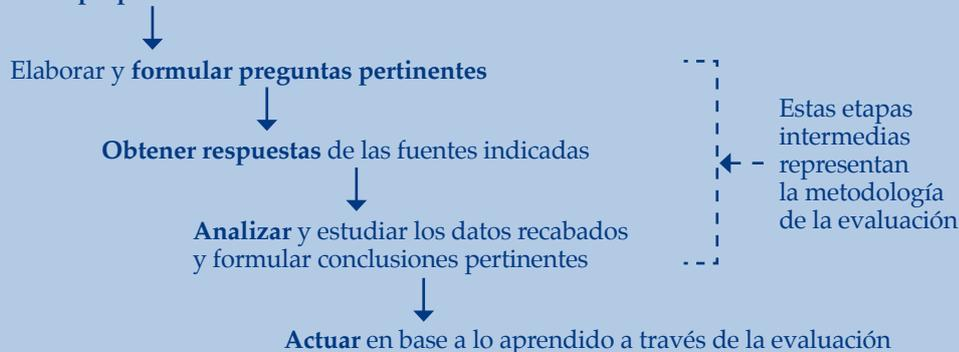 Elaborar y formular preguntas pertinentes
Obtener respuestas de las fuentes indicadas
Analizar y estudiar los datos recabados
y formular conclusiones pertinentes
Actuar en base a lo aprendido a través de la evaluación
Estas etapas
intermedias
representan
la metodología
de la evaluación